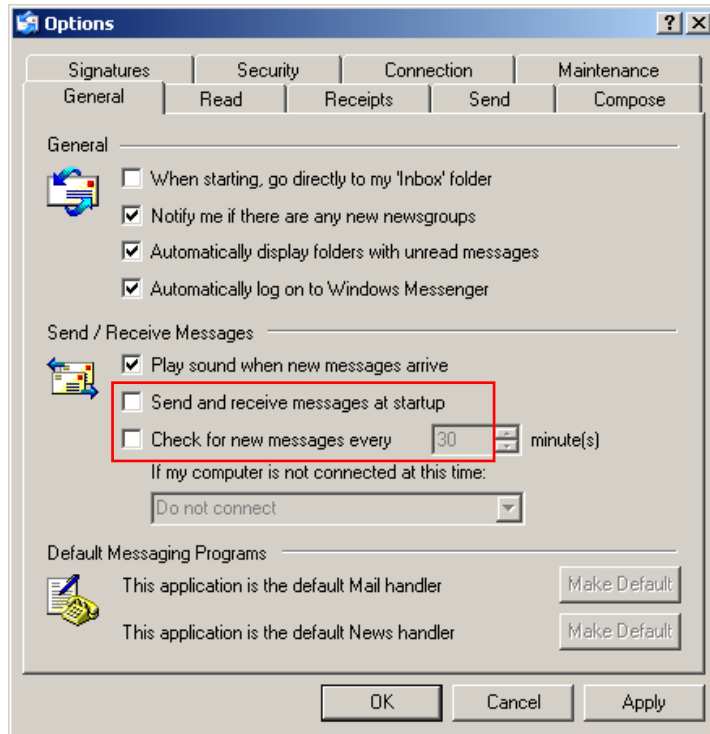 Options
Signatures Security Connection Maintenance
General Read Receipts Send Compose
General
When starting, go directly to my 'Inbox' folder
Notify me if there are any new newsgroups
Automatically display folders with unread messages
Automatically log on to Windows Messenger
Send / Receive Messages
Play sound when new messages arrive
Send and receive messages at startup
Check for new messages every 30 minute(s)
If my computer is not connected at this time:
Do not connect
Default Messaging Programs
This application is the default Mail handler Make Default
This application is the default News handler Make Default
OK Cancel Apply